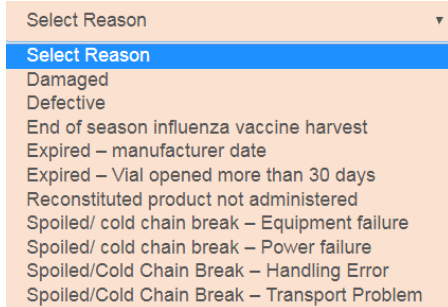 Select Reason
Select Reason
Damaged
Defective
End of season influenza vaccine harvest
Expired – manufacturer date
Expired – Vial opened more than 30 days
Reconstituted product not administered
Spoiled/ cold chain break – Equipment failure
Spoiled/ cold chain break – Power failure
Spoiled/Cold Chain Break – Handling Error
Spoiled/Cold Chain Break – Transport Problem